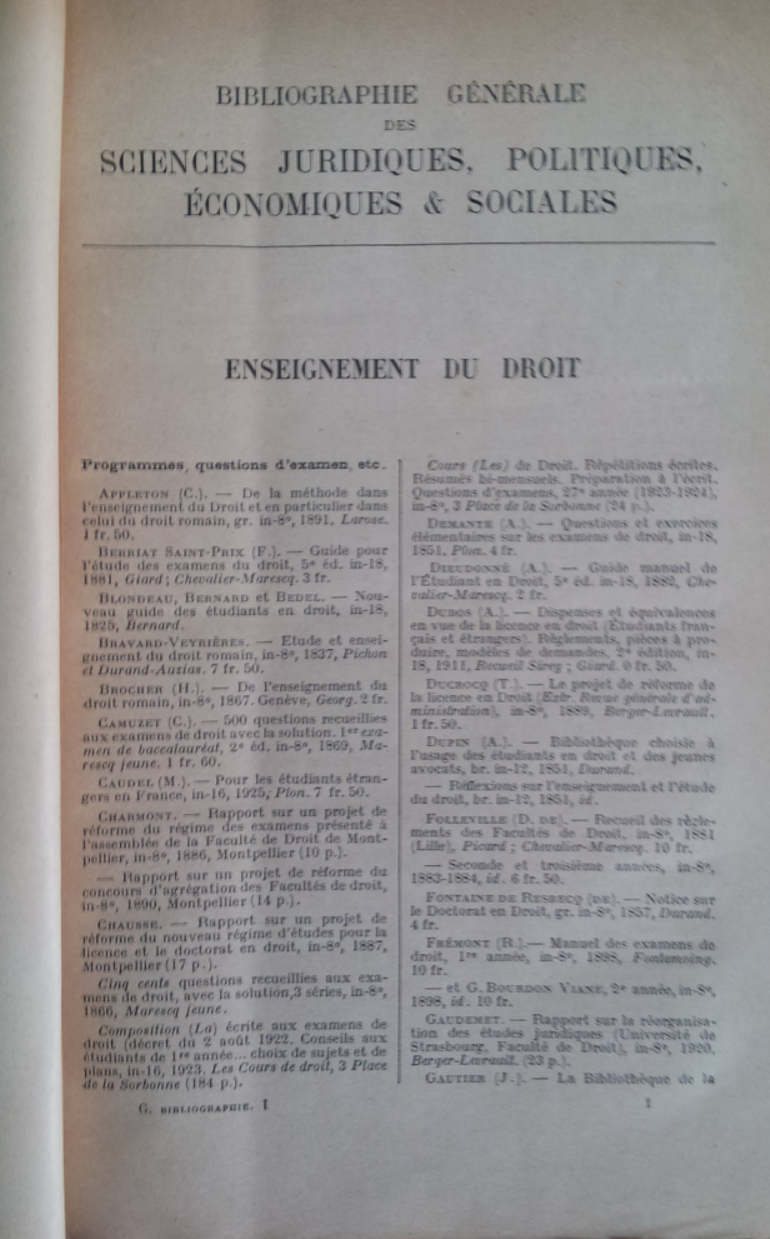 BIBLIOGRAPHIE GÉNÉRALE
DES
SCIENCES JURIDIQUES, POLITIQUES,
ÉCONOMIQUES & SOCIALES
ENSEIGNEMENT DU DROIT
Programmes, questions d'examen, etc.
APPLETON (C.). — De la méthode dans
l'enseignement du Droit et en particulier dans
celui du droit romain, gr. in-8º, 1891, Larose.
1 fr. 50.
BERRIAT SAINT-PRIX (F.). — Guide pour
l'étude des examens du droit, 5ᵉ éd. in-18,
1881, Giard ; Chevalier-Marescq. 3 fr.
BLONDEAU, BERNARD et BEDEL. — Nou-
veau guide des étudiants en droit, in-18,
1825, Bernard.
BRAVARD-VEYRIÈRES. — Etude et ensei-
gnement du droit romain, in-8º, 1837, Pichon
et Durand-Auzias. 7 fr. 50.
BROCHER (H.). — De l'enseignement du
droit romain, in-8º, 1867. Genève, Georg. 2 fr.
CAMUZET (C.). — 500 questions recueillies
aux examens de droit avec la solution. 1ᵉʳ exa-
men de baccalauréat, 2ᵉ éd. in-8º, 1869, Ma-
rescq jeune. 1 fr. 60.
CAUDEL (M.). — Pour les étudiants étran-
gers en France, in-16, 1925, Plon. 7 fr. 50.
CHARMONT. — Rapport sur un projet de
réforme du régime des examens présenté à
l'assemblée de la Faculté de Droit de Mont-
pellier, in-8º, 1886, Montpellier (10 p.).
— Rapport sur un projet de réforme du
concours d'agrégation des Facultés de droit,
in-8º, 1890, Montpellier (14 p.).
CHAUSSE. — Rapport sur un projet de
réforme du nouveau régime d'études pour la
licence et le doctorat en droit, in-8º, 1887,
Montpellier (17 p.).
Cinq cents questions recueillies aux exa-
mens de droit, avec la solution, 3 séries, in-8º,
1866, Marescq jeune.
Composition (La) écrite aux examens de
droit (décret du 2 août 1922. Conseils aux
étudiants de 1ʳᵉ année... choix de sujets et de
plans, in-16, 1923. Les Cours de droit, 3 Place
de la Sorbonne (184 p.).
G. BIBLIOGRAPHIE. I
Cours (Les) de Droit. Répétitions écrites.
Résumés bi-mensuels. Préparation à l'écrit.
Questions d'examens, 27ᵉ année (1923-1924),
in-8º, 3 Place de la Sorbonne (24 p.).
DEMANTE (A.). — Questions et exercices
élémentaires sur les examens de droit, in-18,
1851, Plon. 4 fr.
DIEUDONNÉ (A.). — Guide manuel de
l'Étudiant en Droit, 5ᵉ éd. in-18, 1882, Che-
valier-Marescq. 2 fr.
DUBOS (A.). — Dispenses et équivalences
en vue de la licence en droit (Étudiants fran-
çais et étrangers). Règlements, pièces à pro-
duire, modèles de demandes. 2ᵉ édition, in-
18, 1911, Recueil Sirey ; Giard. 0 fr. 50.
DUCROCQ (T.). — Le projet de réforme de
la licence en Droit (Extr. Revue générale d'ad-
ministration), in-8º, 1889, Berger-Levrault.
1 fr. 50.
DUPIN (A.). — Bibliothèque choisie à
l'usage des étudiants en droit et des jeunes
avocats, br. in-12, 1851, Durand.
— Réflexions sur l'enseignement et l'étude
du droit, br. in-12, 1851, id.
FOLLEVILLE (D. DE). — Recueil des règle-
ments des Facultés de Droit, in-8º, 1881
(Lille), Picard ; Chevalier-Marescq. 10 fr.
— Seconde et troisième années, in-8º,
1883-1884, id. 6 fr. 50.
FONTAINE DE RESBECQ (DE). — Notice sur
le Doctorat en Droit, gr. in-8º, 1857, Durand.
4 fr.
FRÉMONT (R.). — Manuel des examens de
droit, 1ʳᵉ année, in-8º, 1898, Fontemoing.
10 fr.
— et G. BOURDON VIANE, 2ᵉ année, in-8º,
1898, id. 10 fr.
GAUDEMET. — Rapport sur la réorganisa-
tion des études juridiques (Université de
Strasbourg, Faculté de Droit), in-8º, 1920,
Berger-Levrault. (23 p.).
GAUTIER (J.). — La Bibliothèque de la
1